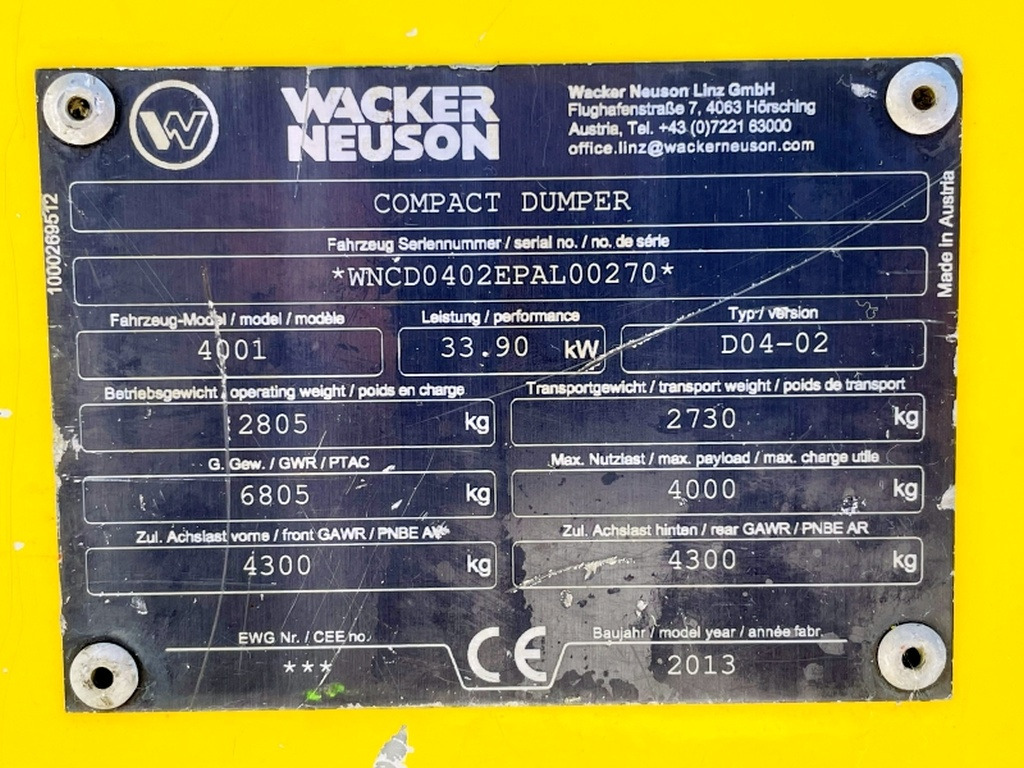 W
WACKER
NEUSON
Wacker Neuson Linz GmbH
Flughafenstraße 7, 4063 Hörsching
Austria, Tel. +43 (0)7221 63000
office.linz@wackerneuson.com
1000269512
Made in Austria
COMPACT DUMPER
Fahrzeug Seriennummer / serial no. / no. de série
*WNCD0402EPAL00270*
Fahrzeug-Model / model / modèle
4001
Leistung / performance
33.90 kW
Typ / version
D04-02
Betriebsgewicht / operating weight / poids en charge
2805 kg
Transportgewicht / transport weight / poids de transport
2730 kg
G. Gew. / GWR / PTAC
6805 kg
Max. Nutzlast / max. payload / max. charge utile
4000 kg
Zul. Achslast vorne / front GAWR / PNBE AV
4300 kg
Zul. Achslast hinten / rear GAWR / PNBE AR
4300 kg
EWG Nr. / CEE no.
***
CE
Baujahr / model year / année fabr.
2013